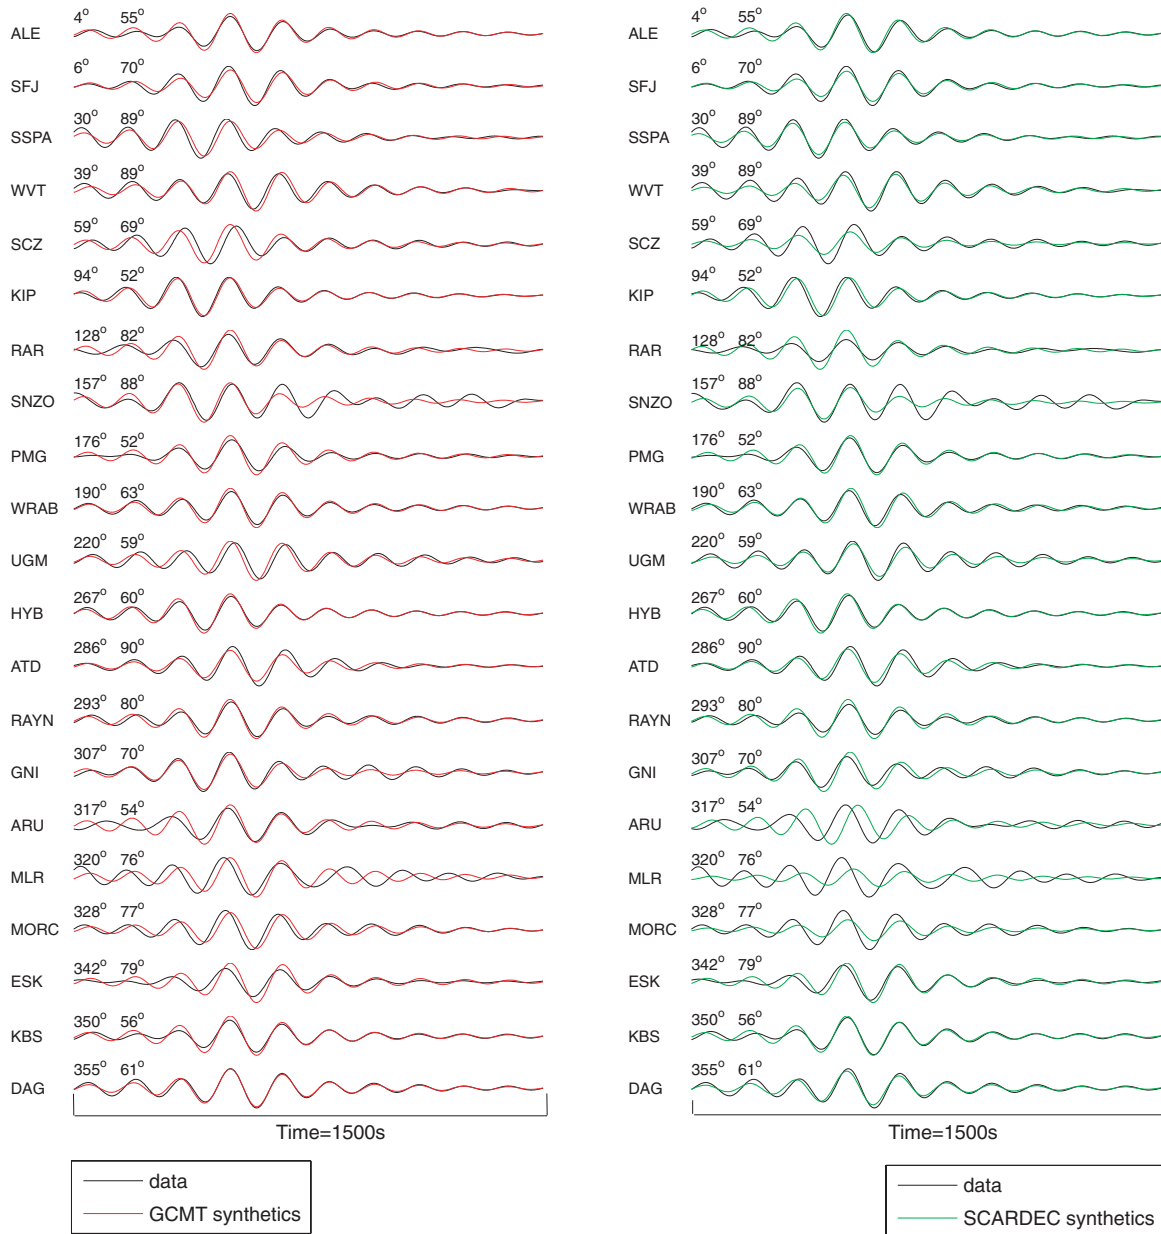 ALE 4° 55°
SFJ 6° 70°
SSPA 30° 89°
WVT 39° 89°
SCZ 59° 69°
KIP 94° 52°
RAR 128° 82°
SNZO 157° 88°
PMG 176° 52°
WRAB 190° 63°
UGM 220° 59°
HYB 267° 60°
ATD 286° 90°
RAYN 293° 80°
GNI 307° 70°
ARU 317° 54°
MLR 320° 76°
MORC 328° 77°
ESK 342° 79°
KBS 350° 56°
DAG 355° 61°
Time=1500s
data
GCMT synthetics
ALE 4° 55°
SFJ 6° 70°
SSPA 30° 89°
WVT 39° 89°
SCZ 59° 69°
KIP 94° 52°
RAR 128° 82°
SNZO 157° 88°
PMG 176° 52°
WRAB 190° 63°
UGM 220° 59°
HYB 267° 60°
ATD 286° 90°
RAYN 293° 80°
GNI 307° 70°
ARU 317° 54°
MLR 320° 76°
MORC 328° 77°
ESK 342° 79°
KBS 350° 56°
DAG 355° 61°
Time=1500s
data
SCARDEC synthetics